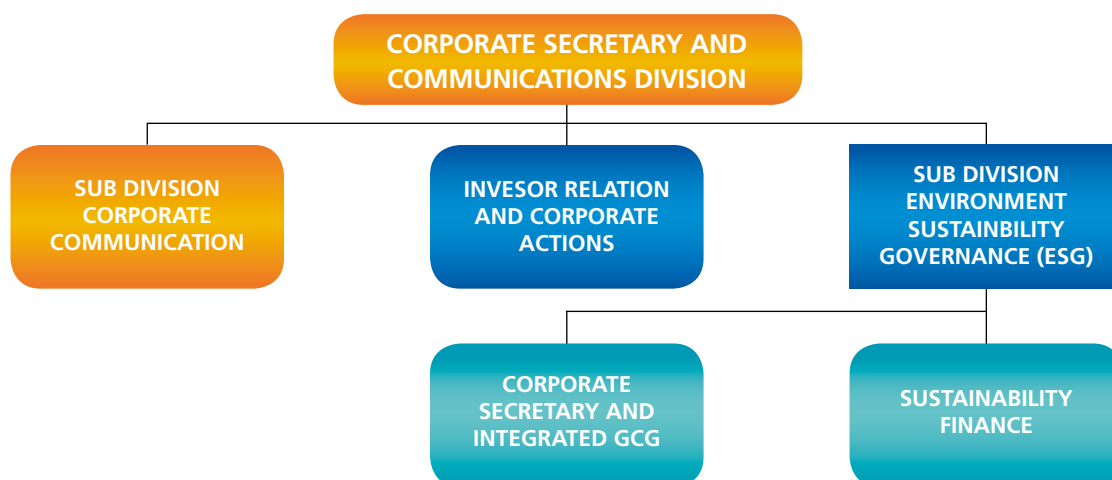 CORPORATE SECRETARY AND
COMMUNICATIONS DIVISION
SUB DIVISION
CORPORATE
COMMUNICATION
INVESOR RELATION
AND CORPORATE
ACTIONS
SUB DIVISION
ENVIRONMENT
SUSTAINBILITY
GOVERNANCE (ESG)
CORPORATE
SECRETARY AND
INTEGRATED GCG
SUSTAINABILITY
FINANCE